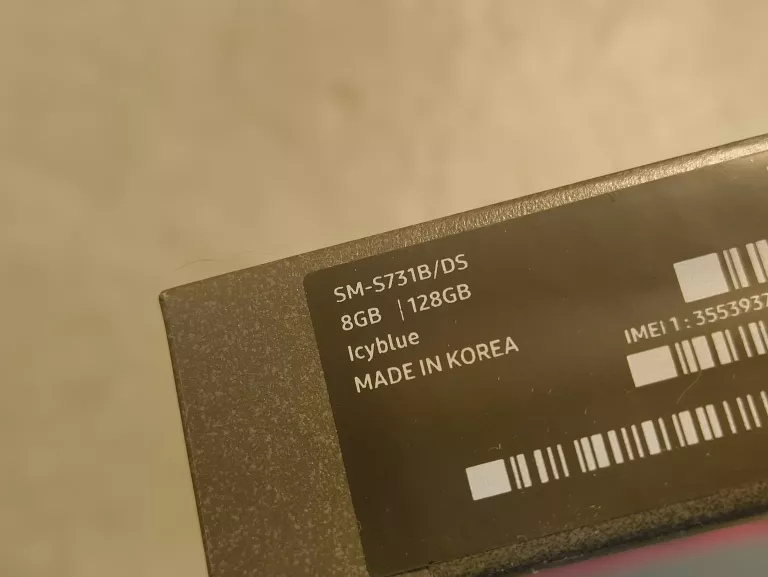 SM-S731B/DS
8GB | 128GB
Icyblue
MADE IN KOREA
IMEI 1 : 3553937